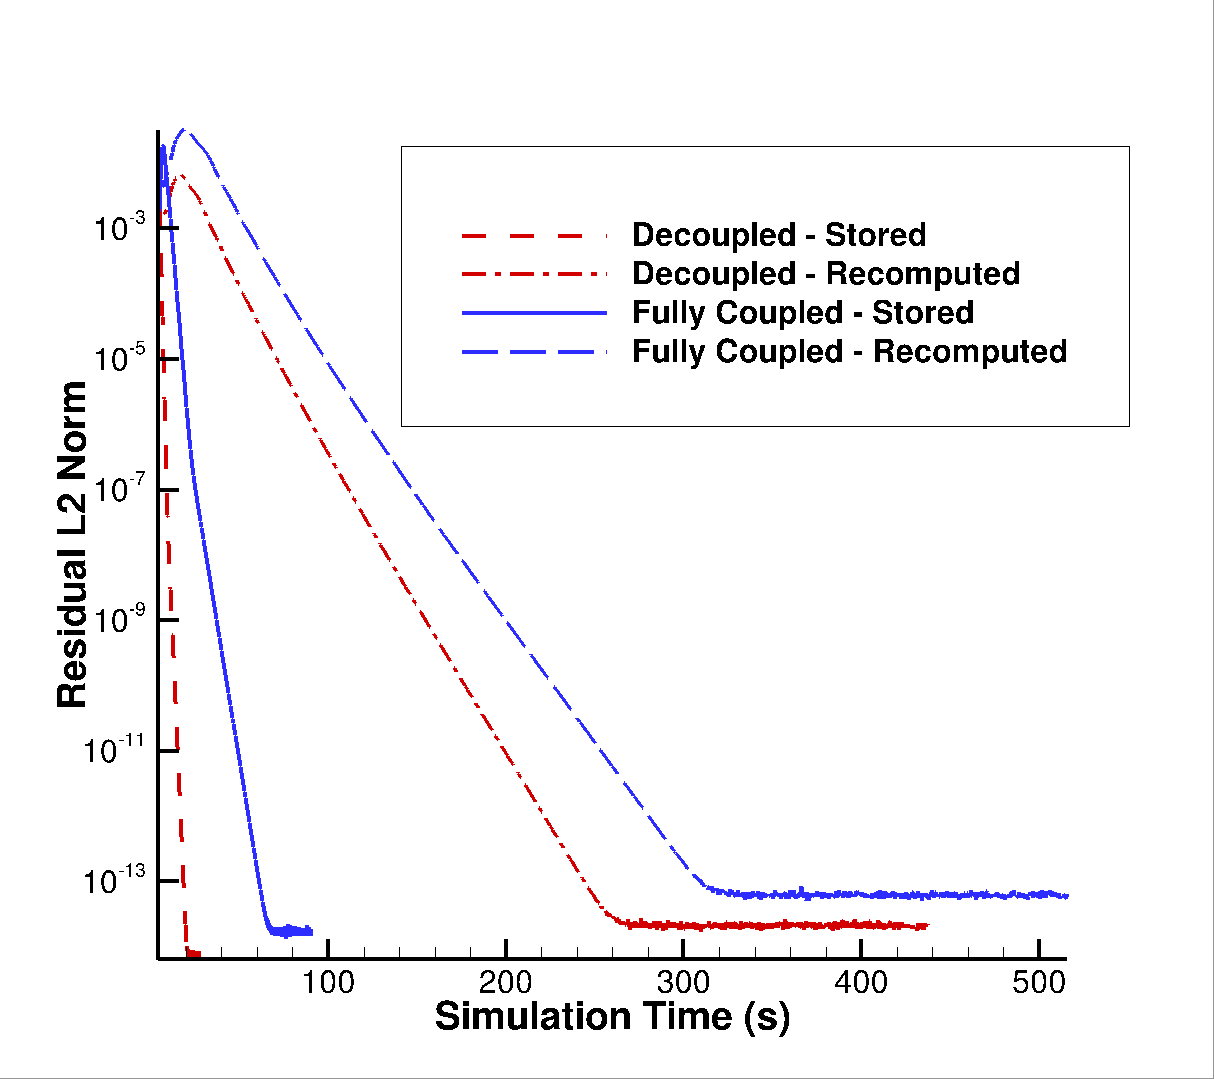 Decoupled - Stored
Decoupled - Recomputed
Fully Coupled - Stored
Fully Coupled - Recomputed
Residual L2 Norm
10-3
10-5
10-7
10-9
10-11
10-13
100 200 300 400 500
Simulation Time (s)